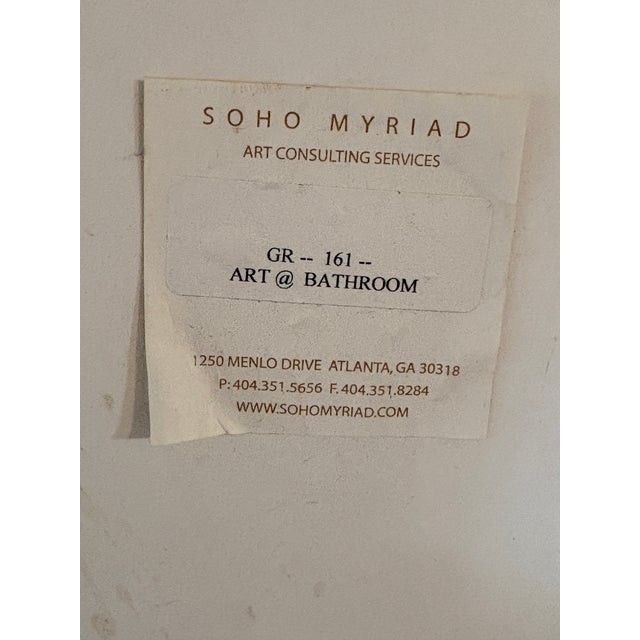 SOHO MYRIAD
ART CONSULTING SERVICES
GR -- 161 --
ART @ BATHROOM
1250 MENLO DRIVE ATLANTA, GA 30318
P: 404.351.5656 F. 404.351.8284
WWW.SOHOMYRIAD.COM